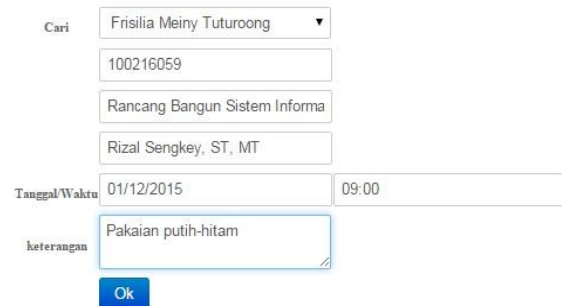 Cari Frisilia Meiny Tuturoong
100216059
Rancang Bangun Sistem Informa
Rizal Sengkey, ST, MT
Tanggal/Waktu 01/12/2015 09:00
keterangan Pakaian putih-hitam
Ok